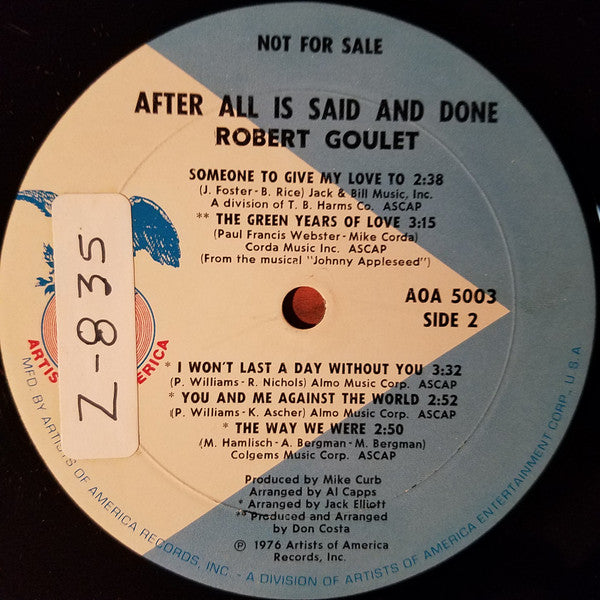 NOT FOR SALE
AFTER ALL IS SAID AND DONE
ROBERT GOULET
SOMEONE TO GIVE MY LOVE TO 2:38
(J. Foster-B. Rice) Jack & Bill Music, Inc.
A division of T. B. Harms Co. ASCAP
** THE GREEN YEARS OF LOVE 3:15
(Paul Francis Webster-Mike Corda)
Corda Music Inc. ASCAP
(From the musical "Johnny Appleseed")
Z-835
AOA 5003
SIDE 2
* I WON'T LAST A DAY WITHOUT YOU 3:32
(P. Williams-R. Nichols) Almo Music Corp. ASCAP
* YOU AND ME AGAINST THE WORLD 2:52
(P. Williams-K. Ascher) Almo Music Corp. ASCAP
* THE WAY WE WERE 2:50
(M. Hamlisch-A. Bergman-M. Bergman)
Colgems Music Corp. ASCAP
Produced by Mike Curb
Arranged by Al Capps
* Arranged by Jack Elliott
** Produced and Arranged
by Don Costa
℗ 1976 Artists of America
Records, Inc.
MFD. BY ARTISTS OF AMERICA RECORDS, INC. - A DIVISION OF ARTISTS OF AMERICA ENTERTAINMENT CORP. U.S.A